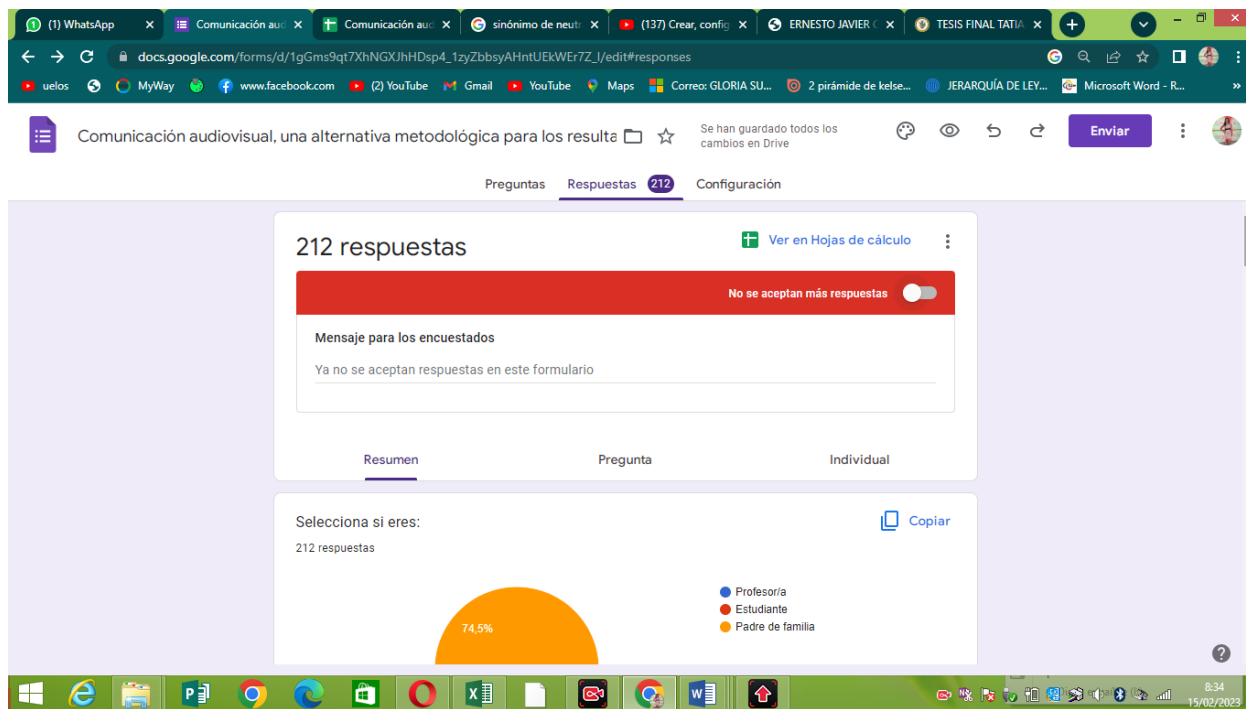 (1) WhatsApp
Comunicación aud
Comunicación aud
sinónimo de neutr
(137) Crear, config
ERNESTO JAVIER C
TESIS FINAL TATIA
docs.google.com/forms/d/1gGms9qt7XhNGXJhHDsp4_1zyZbbsyAHntUEkWEr7Z_I/edit#responses
uelos
MyWay
www.facebook.com
(2) YouTube
Gmail
YouTube
Maps
Correo: GLORIA SU...
2 pirámide de kelse...
JERARQUÍA DE LEY...
Microsoft Word - R...
»
Comunicación audiovisual, una alternativa metodológica para los resulta
Se han guardado todos los
cambios en Drive
Enviar
Preguntas
Respuestas 212
Configuración
212 respuestas
Ver en Hojas de cálculo
No se aceptan más respuestas
Mensaje para los encuestados
Ya no se aceptan respuestas en este formulario
Resumen
Pregunta
Individual
Selecciona si eres:
Copiar
212 respuestas
Profesor/a
Estudiante
Padre de familia
74,5%
8:34
15/02/2023